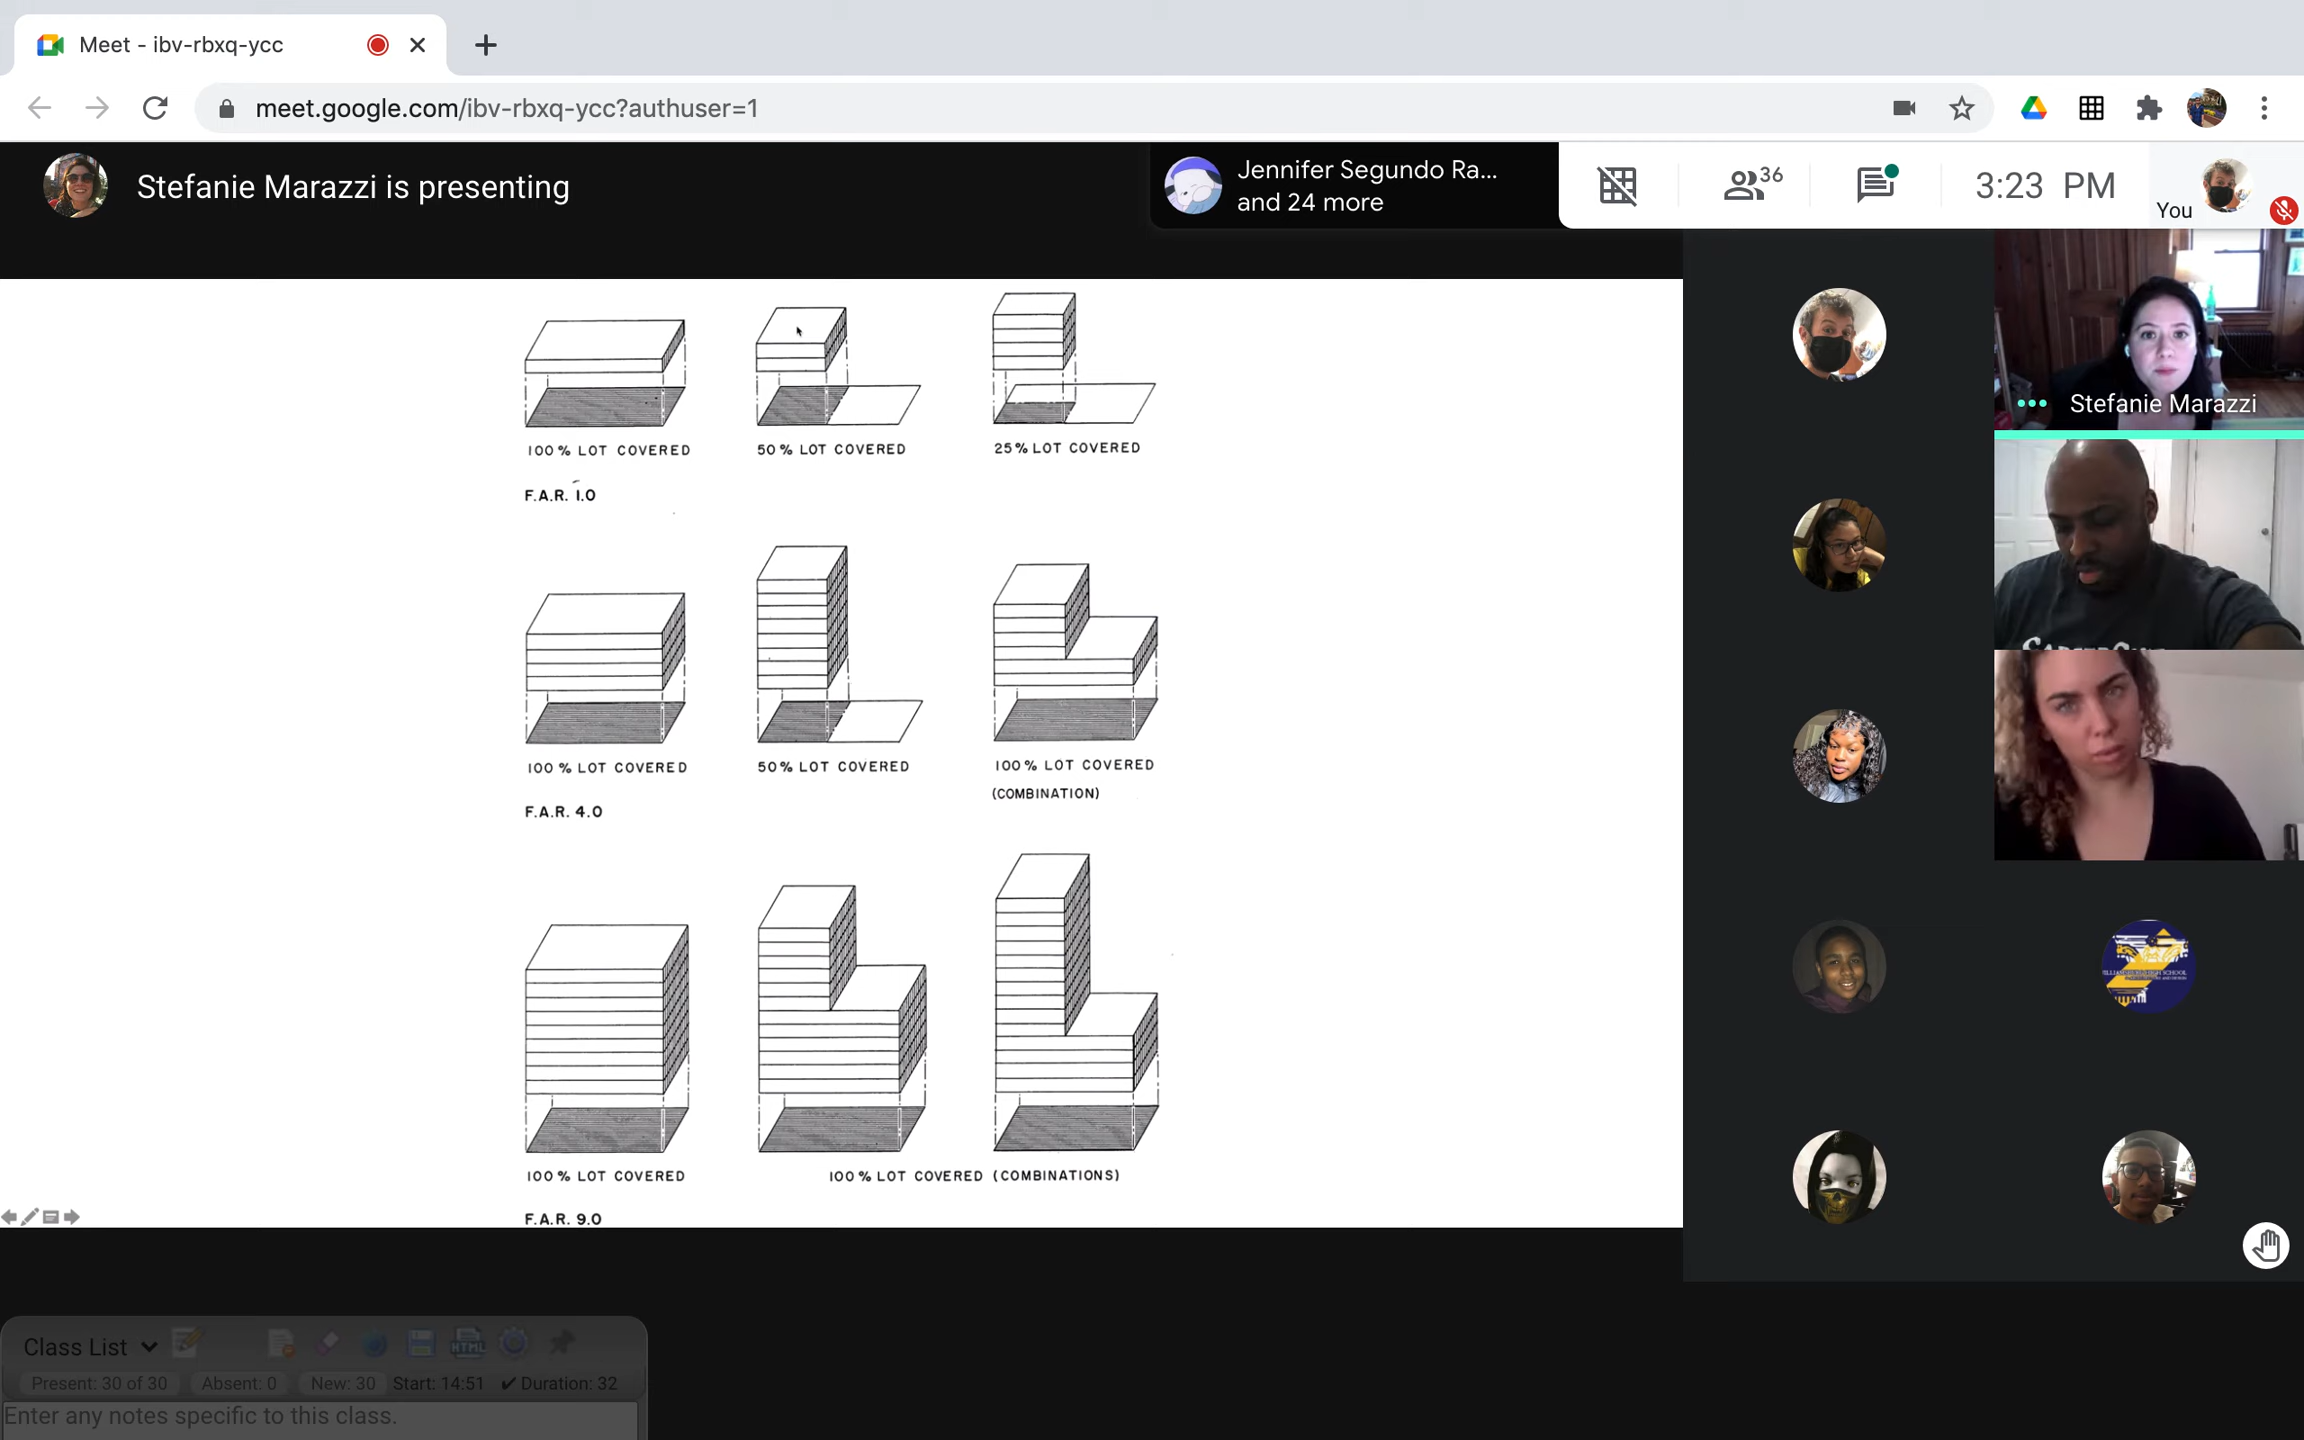 Meet - ibv-rbxq-ycc
meet.google.com/ibv-rbxq-ycc?authuser=1
Stefanie Marazzi is presenting
Jennifer Segundo Ra...
and 24 more
36
3:23 PM
You
Stefanie Marazzi
100% LOT COVERED
50% LOT COVERED
25% LOT COVERED
F.A.R. 1.0
100% LOT COVERED
50% LOT COVERED
100% LOT COVERED
(COMBINATION)
F.A.R. 4.0
100% LOT COVERED
100% LOT COVERED (COMBINATIONS)
F.A.R. 9.0
Class List
HTML
Present: 30 of 30
Absent: 0
New: 30
Start: 14:51
✔ Duration: 32
Enter any notes specific to this class.